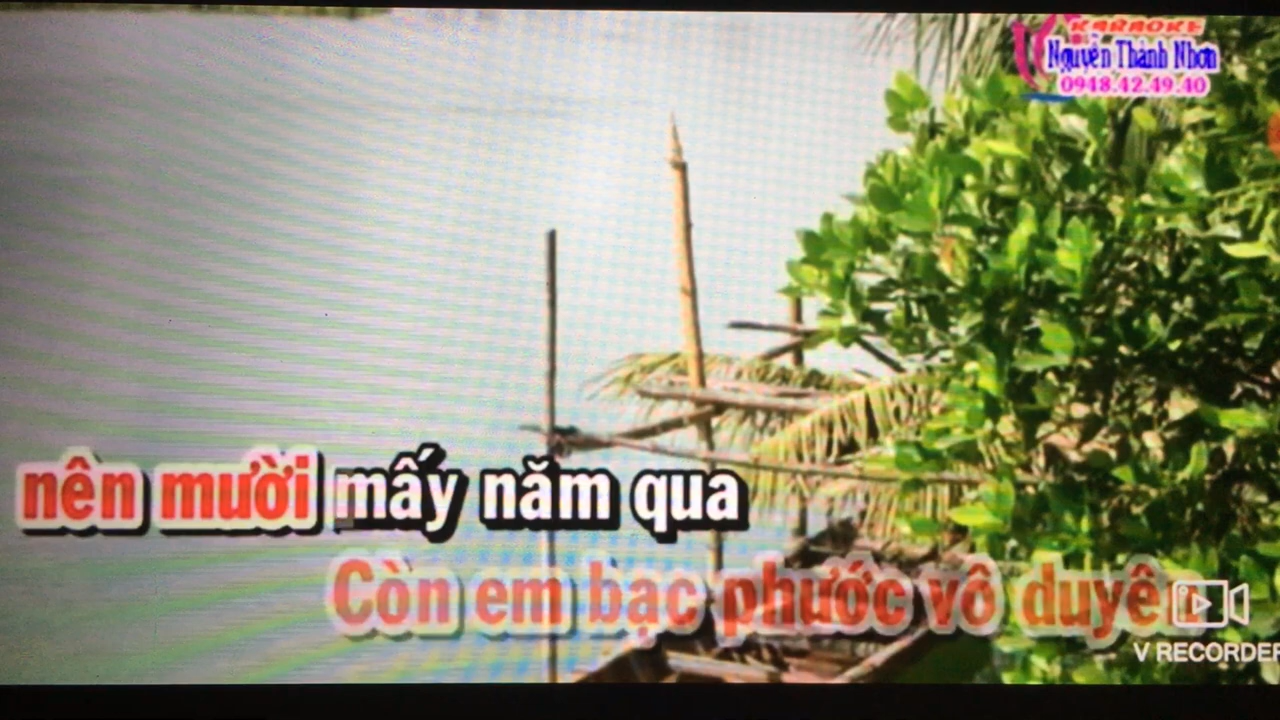 KARAOKE
Nguyễn Thành Nhơn
0948.42.49.40
nên mười mấy năm qua
Còn em bạc phước vô duyên
V RECORDER